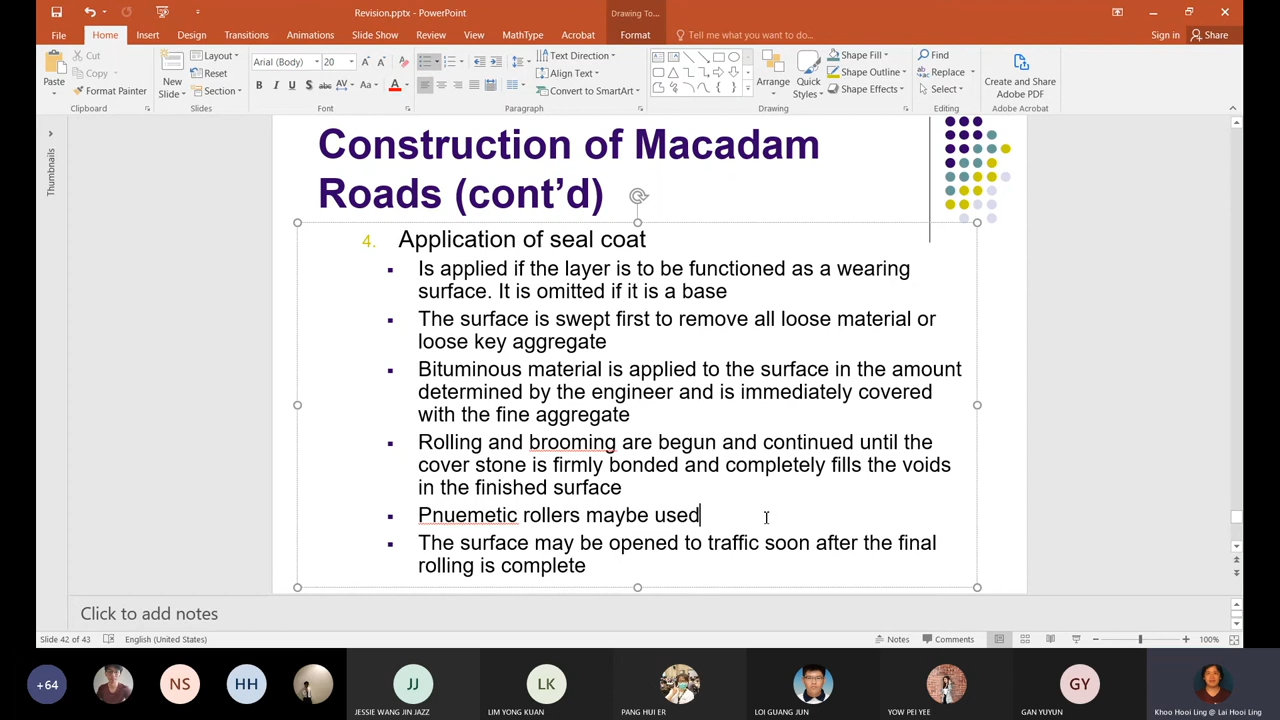 Revision.pptx - PowerPoint
Drawing To...
File
Home
Insert
Design
Transitions
Animations
Slide Show
Review
View
MathType
Acrobat
Format
Tell me what you want to do...
Sign in
Share
Paste
Cut
Copy
Format Painter
Clipboard
New
Slide
Layout
Reset
Section
Slides
Arial (Body)
20
B I U S abc AV Aa A
Font
Text Direction
Align Text
Convert to SmartArt
Paragraph
Arrange
Quick
Styles
Shape Fill
Shape Outline
Shape Effects
Drawing
Find
Replace
Select
Editing
Create and Share
Adobe PDF
Adobe Acrobat
Thumbnails
Construction of Macadam
Roads (cont’d)
4. Application of seal coat
Is applied if the layer is to be functioned as a wearing
surface. It is omitted if it is a base
The surface is swept first to remove all loose material or
loose key aggregate
Bituminous material is applied to the surface in the amount
determined by the engineer and is immediately covered
with the fine aggregate
Rolling and brooming are begun and continued until the
cover stone is firmly bonded and completely fills the voids
in the finished surface
Pnuemetic rollers maybe used
The surface may be opened to traffic soon after the final
rolling is complete
Click to add notes
Slide 42 of 43
English (United States)
Notes
Comments
100%
+64
NS
HH
JJ
LK
GY
JESSIE WANG JIN JAZZ
LIM YONG KUAN
PANG HUI ER
LOI GUANG JUN
YOW PEI YEE
GAN YUYUN
Khoo Hooi Ling @ Lai Hooi Ling